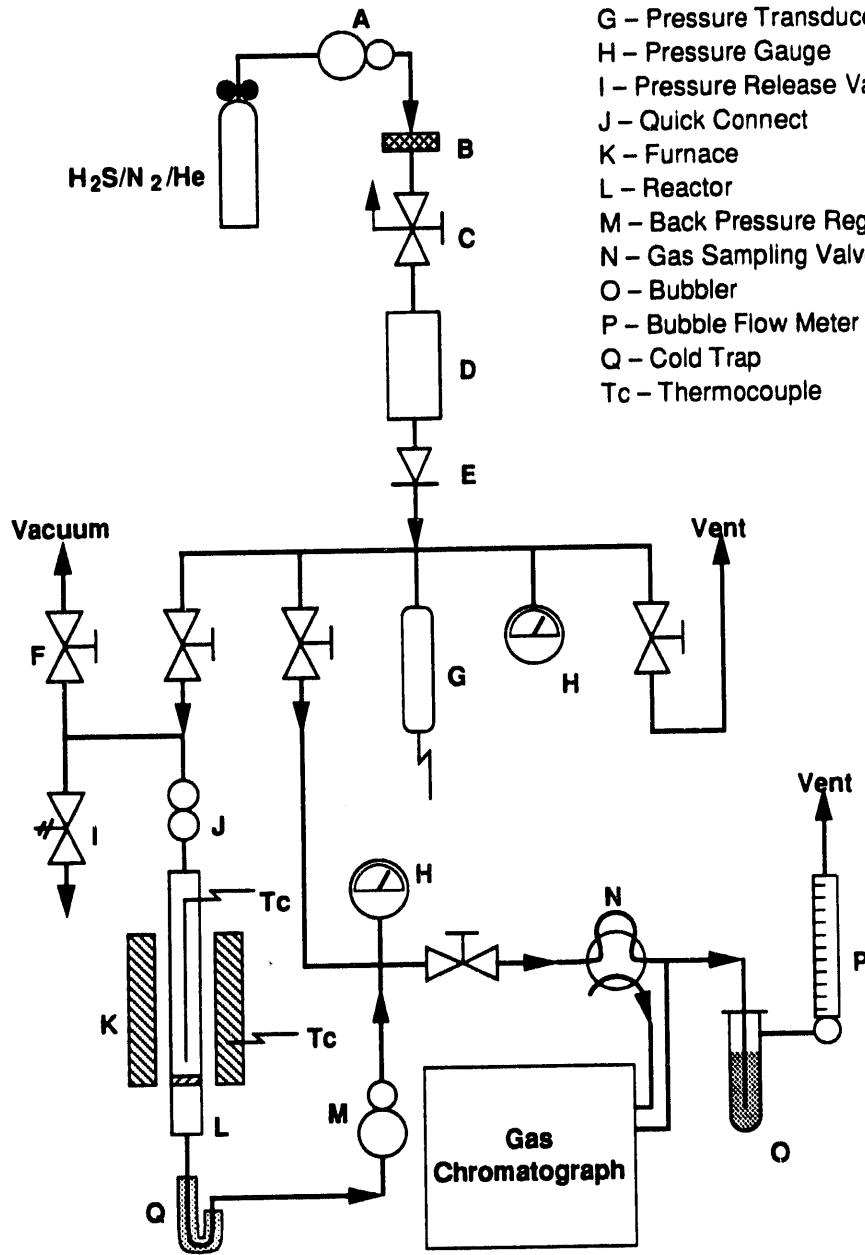 G – Pressure Transduce
H – Pressure Gauge
I – Pressure Release Va
J – Quick Connect
K – Furnace
L – Reactor
M – Back Pressure Reg
N – Gas Sampling Valv
O – Bubbler
P – Bubble Flow Meter
Q – Cold Trap
Tc – Thermocouple
A
H2S/N2/He
B
C
D
E
Vacuum
Vent
F
G
H
Vent
I
J
H
Tc
N
P
K
Tc
M
L
Gas
Chromatograph
O
Q